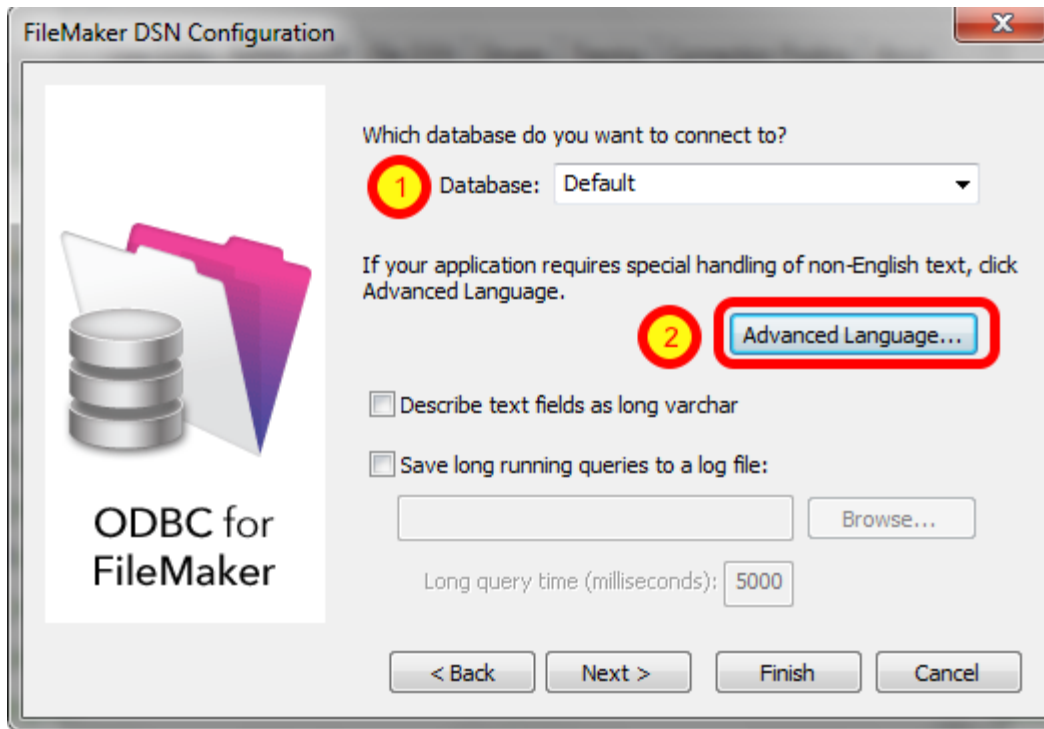 FileMaker DSN Configuration
Which database do you want to connect to?
1 Database: Default
If your application requires special handling of non-English text, click
Advanced Language.
2 Advanced Language...
Describe text fields as long varchar
Save long running queries to a log file:
Browse...
Long query time (milliseconds): 5000
ODBC for
FileMaker
< Back Next > Finish Cancel